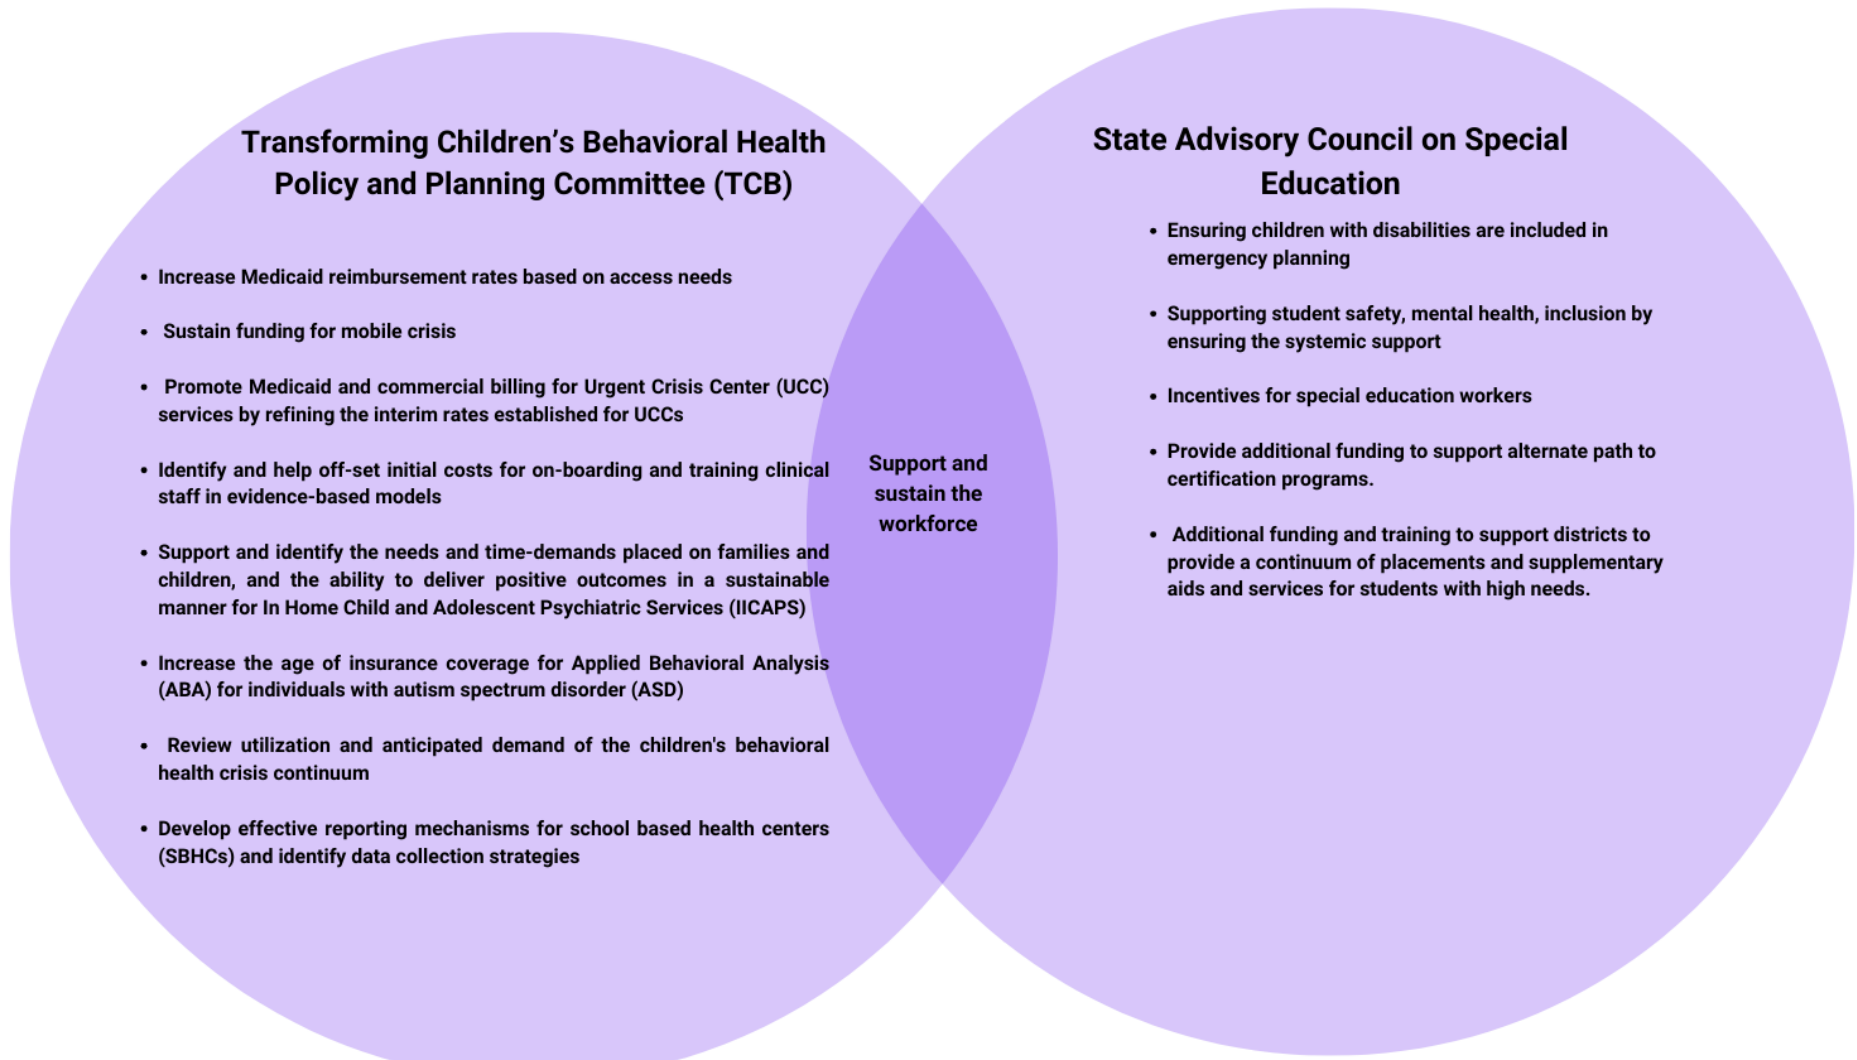 Transforming Children's Behavioral Health
Policy and Planning Committee (TCB)
• Increase Medicaid reimbursement rates based on access needs
• Sustain funding for mobile crisis
• Promote Medicaid and commercial billing for Urgent Crisis Center (UCC)
services by refining the interim rates established for UCCs
• Identify and help off-set initial costs for on-boarding and training clinical
staff in evidence-based models
• Support and identify the needs and time-demands placed on families and
children, and the ability to deliver positive outcomes in a sustainable
manner for In Home Child and Adolescent Psychiatric Services (IICAPS)
• Increase the age of insurance coverage for Applied Behavioral Analysis
(ABA) for individuals with autism spectrum disorder (ASD)
• Review utilization and anticipated demand of the children's behavioral
health crisis continuum
• Develop effective reporting mechanisms for school based health centers
(SBHCs) and identify data collection strategies
Support and
sustain the
workforce
State Advisory Council on Special
Education
• Ensuring children with disabilities are included in
emergency planning
• Supporting student safety, mental health, inclusion by
ensuring the systemic support
• Incentives for special education workers
• Provide additional funding to support alternate path to
certification programs.
• Additional funding and training to support districts to
provide a continuum of placements and supplementary
aids and services for students with high needs.